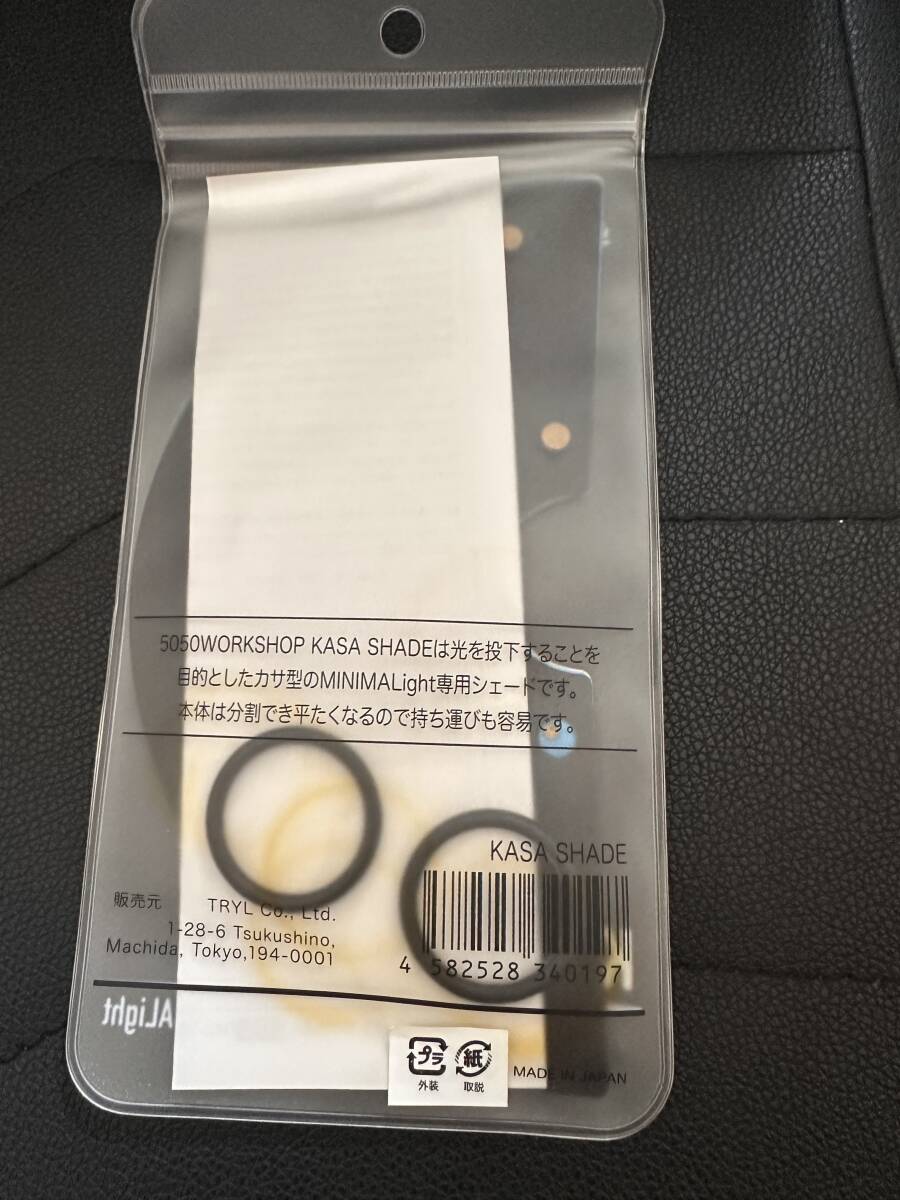 5050WORKSHOP KASA SHADEは光を投下することを
目的としたカサ型のMINIMALight専用シェードです。
本体は分割でき平たくなるので持ち運びも容易です。
KASA SHADE
販売元 TRYL Co., Ltd.
1-28-6 Tsukushino,
Machida, Tokyo,194-0001
4 582528 340197
ALight
プラ 紙
外装 取説
MADE IN JAPAN